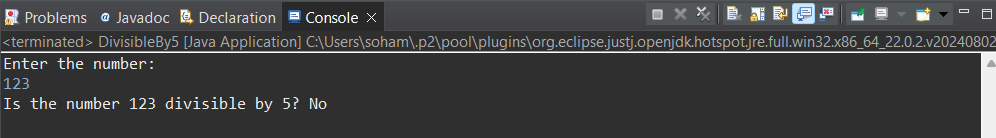 Problems Javadoc Declaration Console
<terminated> DivisibleBy5 [Java Application] C:\Users\soham\.p2\pool\plugins\org.eclipse.justj.openjdk.hotspot.jre.full.win32.x86_64_22.0.2.v20240802
Enter the number:
123
Is the number 123 divisible by 5? No